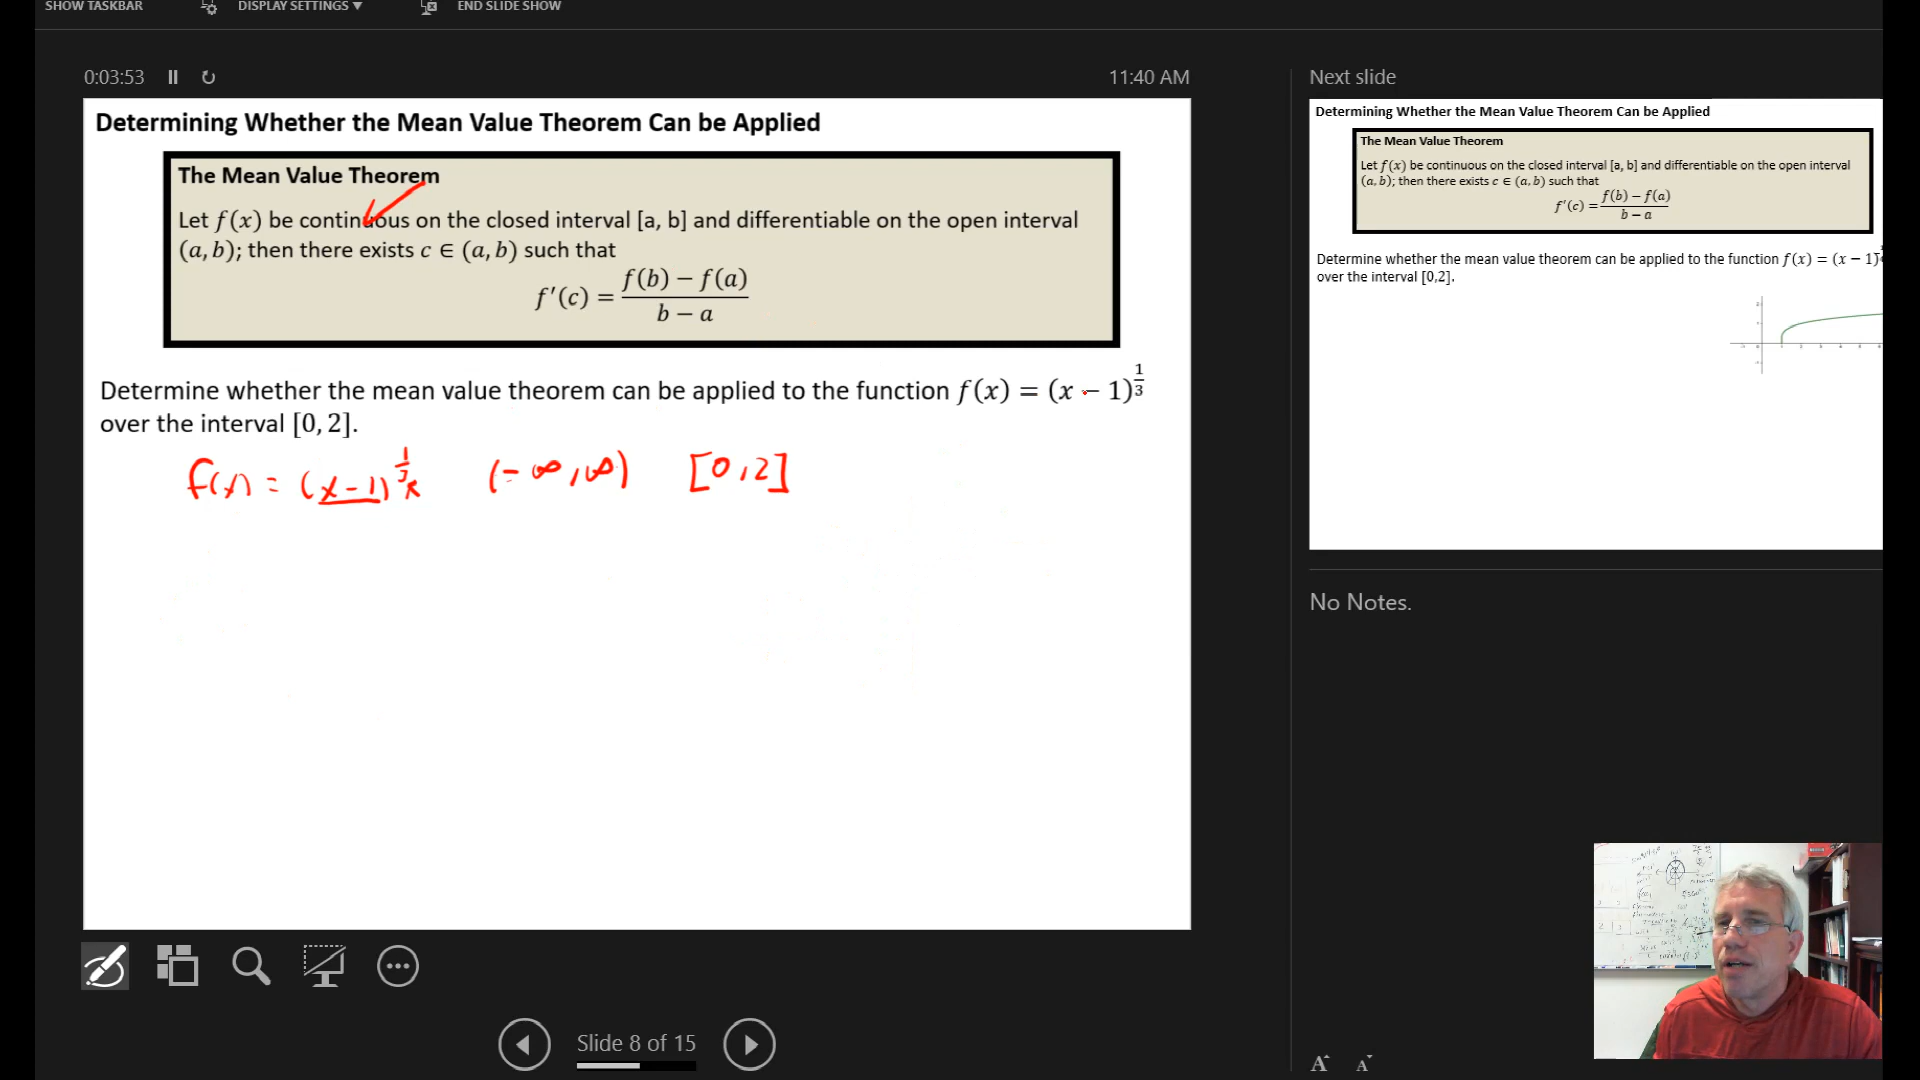 SHOW TASKBAR DISPLAY SETTINGS ▼ END SLIDE SHOW
0:03:53 11:40 AM
Determining Whether the Mean Value Theorem Can be Applied
The Mean Value Theorem
Let f(x) be continuous on the closed interval [a, b] and differentiable on the open interval
(a, b); then there exists c ∈ (a, b) such that
f′(c) = (f(b) − f(a)) / (b − a)
Determine whether the mean value theorem can be applied to the function f(x) = (x − 1)^(1/3)
over the interval [0, 2].
f(x) = (x-1)^(1/3) (-∞,∞) [0,2]
Slide 8 of 15
Next slide
Determining Whether the Mean Value Theorem Can be Applied
The Mean Value Theorem
Let f(x) be continuous on the closed interval [a, b] and differentiable on the open interval
(a, b); then there exists c ∈ (a, b) such that
f′(c) = (f(b) − f(a)) / (b − a)
Determine whether the mean value theorem can be applied to the function f(x) = (x − 1)
over the interval [0,2].
No Notes.
A A